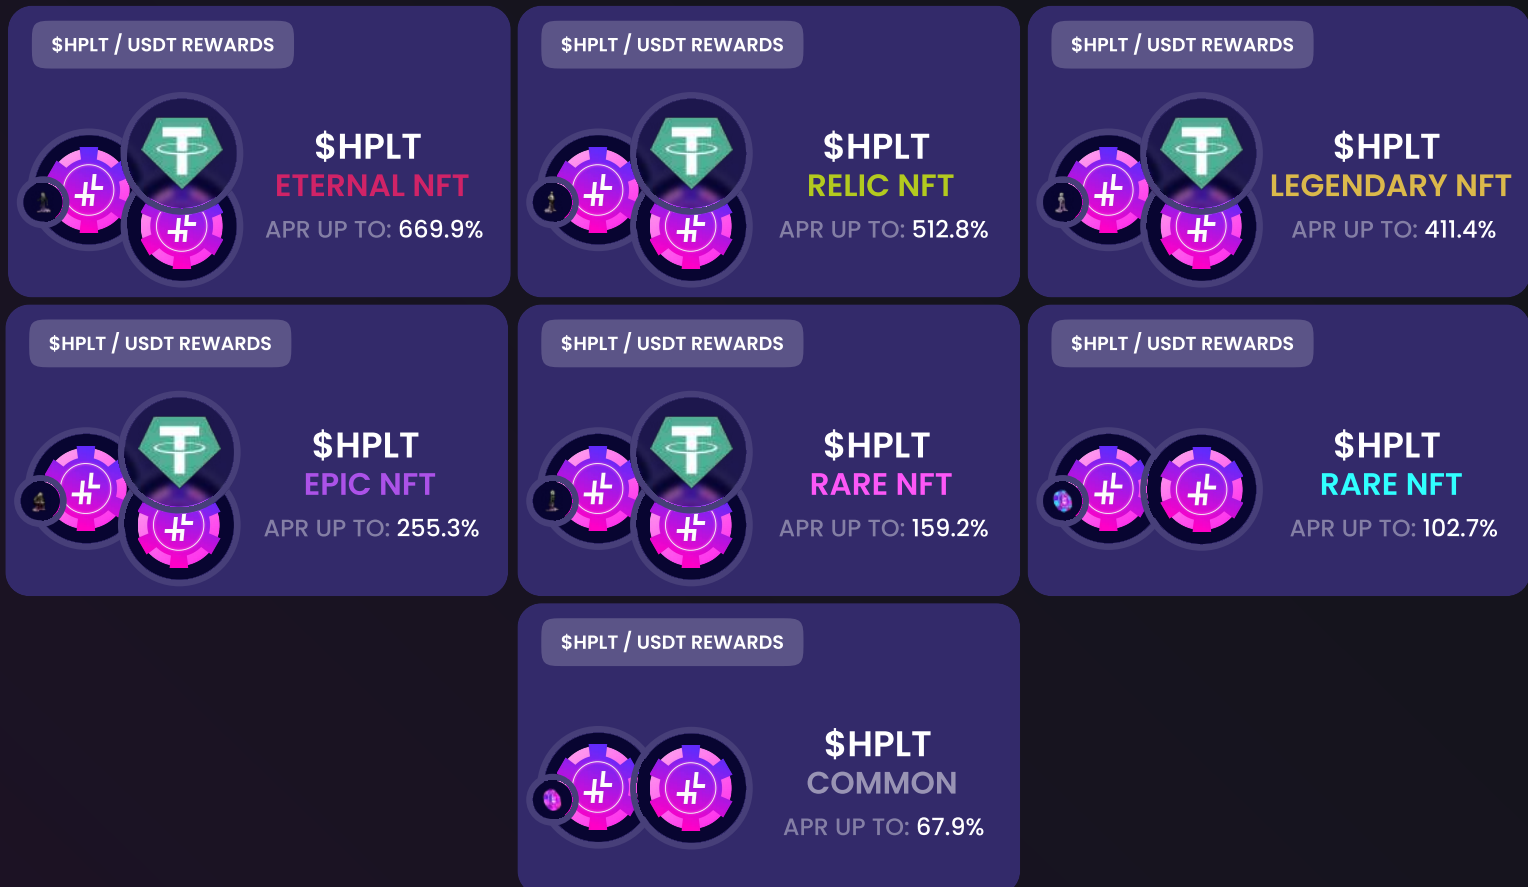 $HPLT / USDT REWARDS
$HPLT
ETERNAL NFT
APR UP TO: 669.9%
$HPLT / USDT REWARDS
$HPLT
RELIC NFT
APR UP TO: 512.8%
$HPLT / USDT REWARDS
$HPLT
LEGENDARY NFT
APR UP TO: 411.4%
$HPLT / USDT REWARDS
$HPLT
EPIC NFT
APR UP TO: 255.3%
$HPLT / USDT REWARDS
$HPLT
RARE NFT
APR UP TO: 159.2%
$HPLT / USDT REWARDS
$HPLT
RARE NFT
APR UP TO: 102.7%
$HPLT / USDT REWARDS
$HPLT
COMMON
APR UP TO: 67.9%